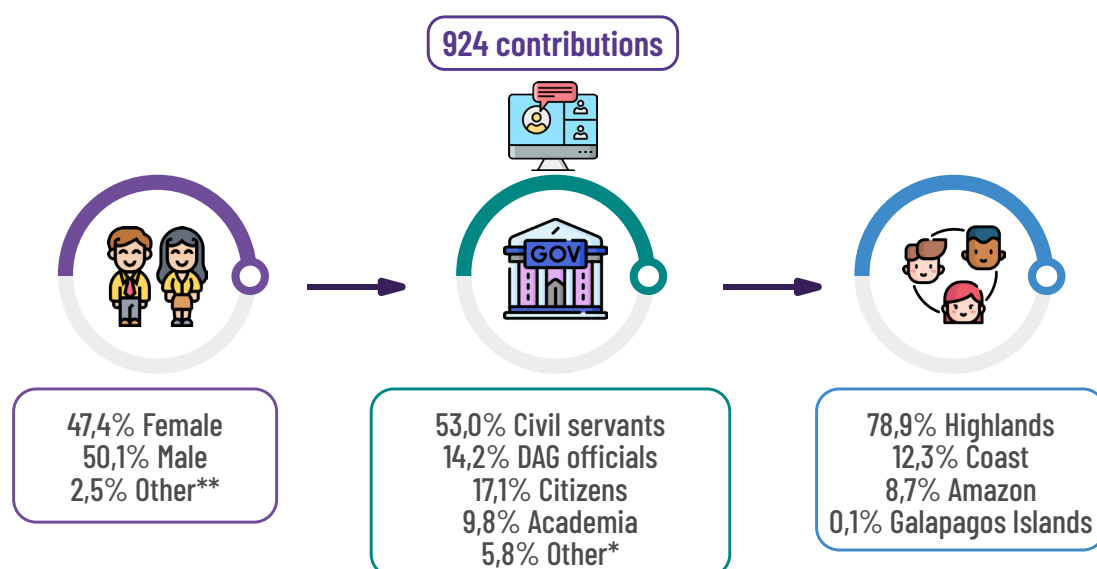 924 contributions
GOV
47,4% Female
50,1% Male
2,5% Other**
53,0% Civil servants
14,2% DAG officials
17,1% Citizens
9,8% Academia
5,8% Other*
78,9% Highlands
12,3% Coast
8,7% Amazon
0,1% Galapagos Islands